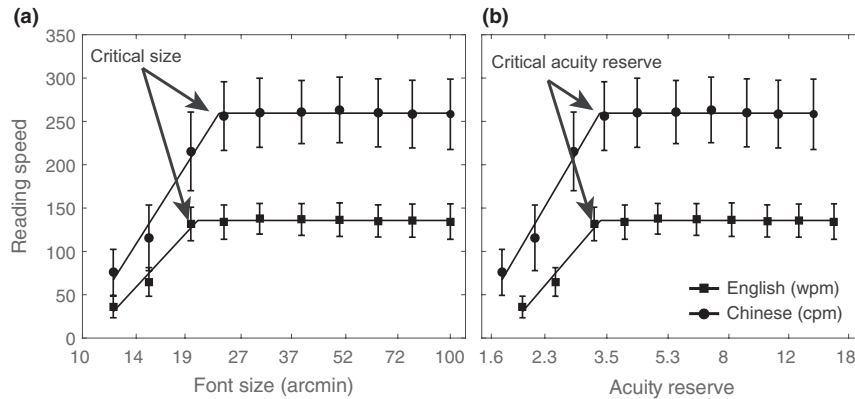 (a)
Critical size
Reading speed
350
300
250
200
150
100
50
0
10 14 19 27 37 52 72 100
Font size (arcmin)
(b)
Critical acuity reserve
English (wpm)
Chinese (cpm)
1.6 2.3 3.5 5.3 8 12 18
Acuity reserve